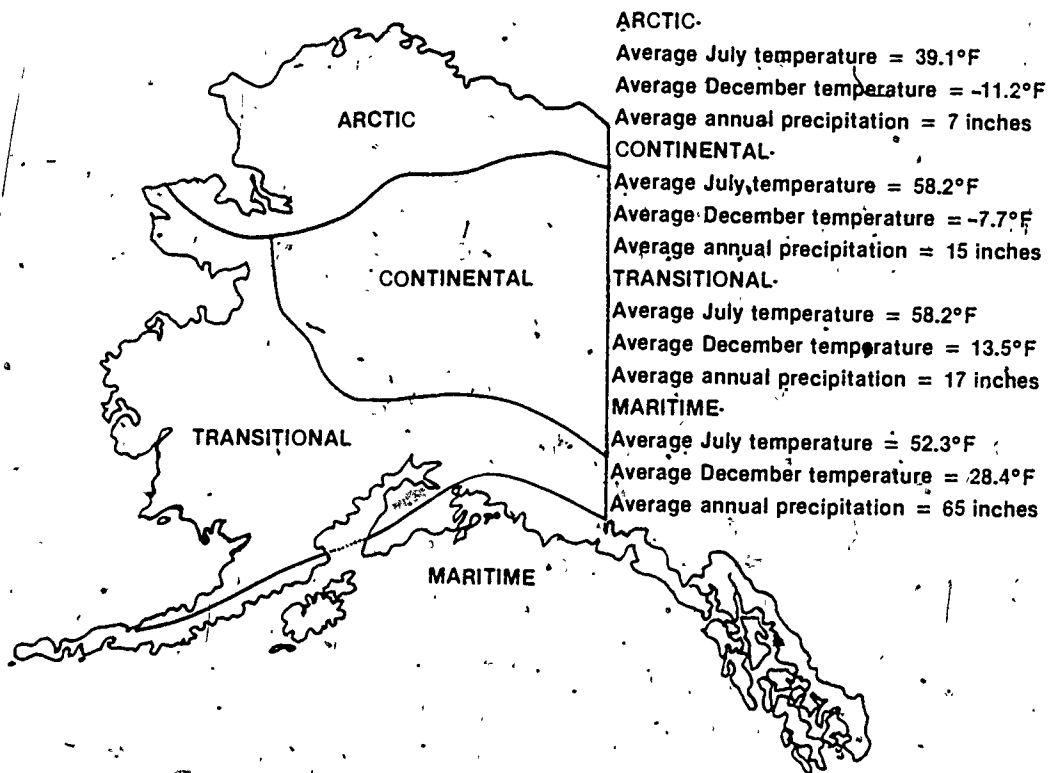 ARCTIC-
Average July temperature = 39.1°F
Average December temperature = -11.2°F
Average annual precipitation = 7 inches
CONTINENTAL-
Average July temperature = 58.2°F
Average December temperature = -7.7°F
Average annual precipitation = 15 inches
TRANSITIONAL-
Average July temperature = 58.2°F
Average December temperature = 13.5°F
Average annual precipitation = 17 inches
MARITIME-
Average July temperature = 52.3°F
Average December temperature = 28.4°F
Average annual precipitation = 65 inches
ARCTIC
CONTINENTAL
TRANSITIONAL
MARITIME